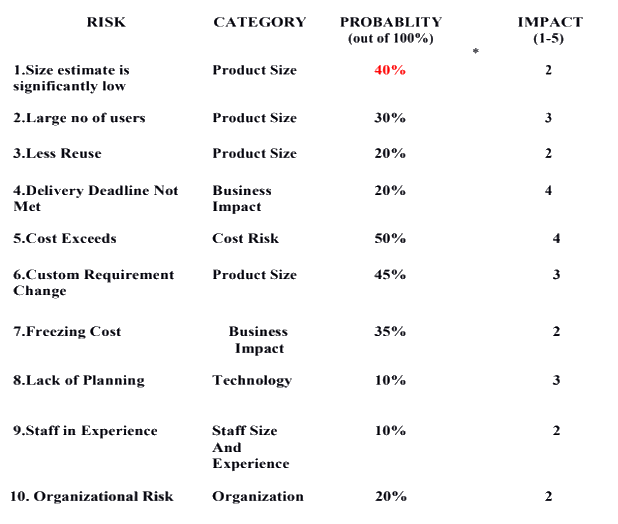 RISK CATEGORY PROBABLITY IMPACT
(out of 100%) (1-5)
*
1.Size estimate is Product Size 40% 2
significantly low
2.Large no of users Product Size 30% 3
3.Less Reuse Product Size 20% 2
4.Delivery Deadline Not Business 20% 4
Met Impact
5.Cost Exceeds Cost Risk 50% 4
6.Custom Requirement Product Size 45% 3
Change
7.Freezing Cost Business 35% 2
Impact
8.Lack of Planning Technology 10% 3
9.Staff in Experience Staff Size 10% 2
And
Experience
10. Organizational Risk Organization 20% 2